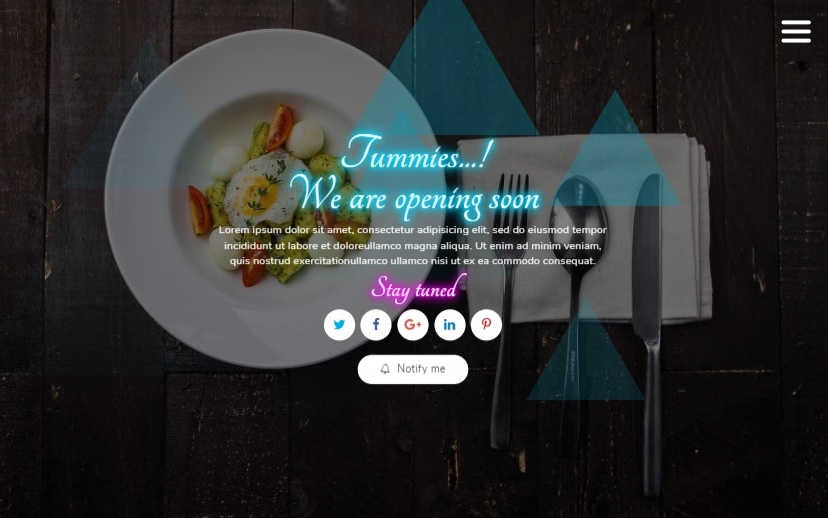 Tummies...!
We are opening soon
Lorem ipsum dolor sit amet, consectetur adipisicing elit, sed do eiusmod tempor
incididunt ut labore et doloreullamco magna aliqua. Ut enim ad minim veniam,
quis nostrud exercitationullamco ullamco nisi ut ex ea commodo consequat.
Stay tuned
Notify me